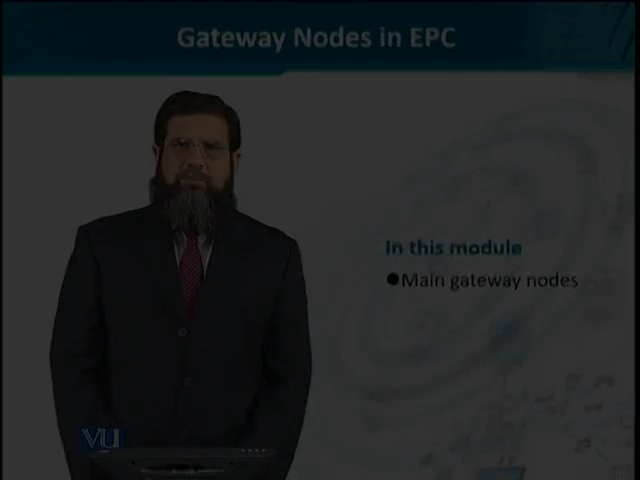 Gateway Nodes in EPC
In this module
●Main gateway nodes
VU